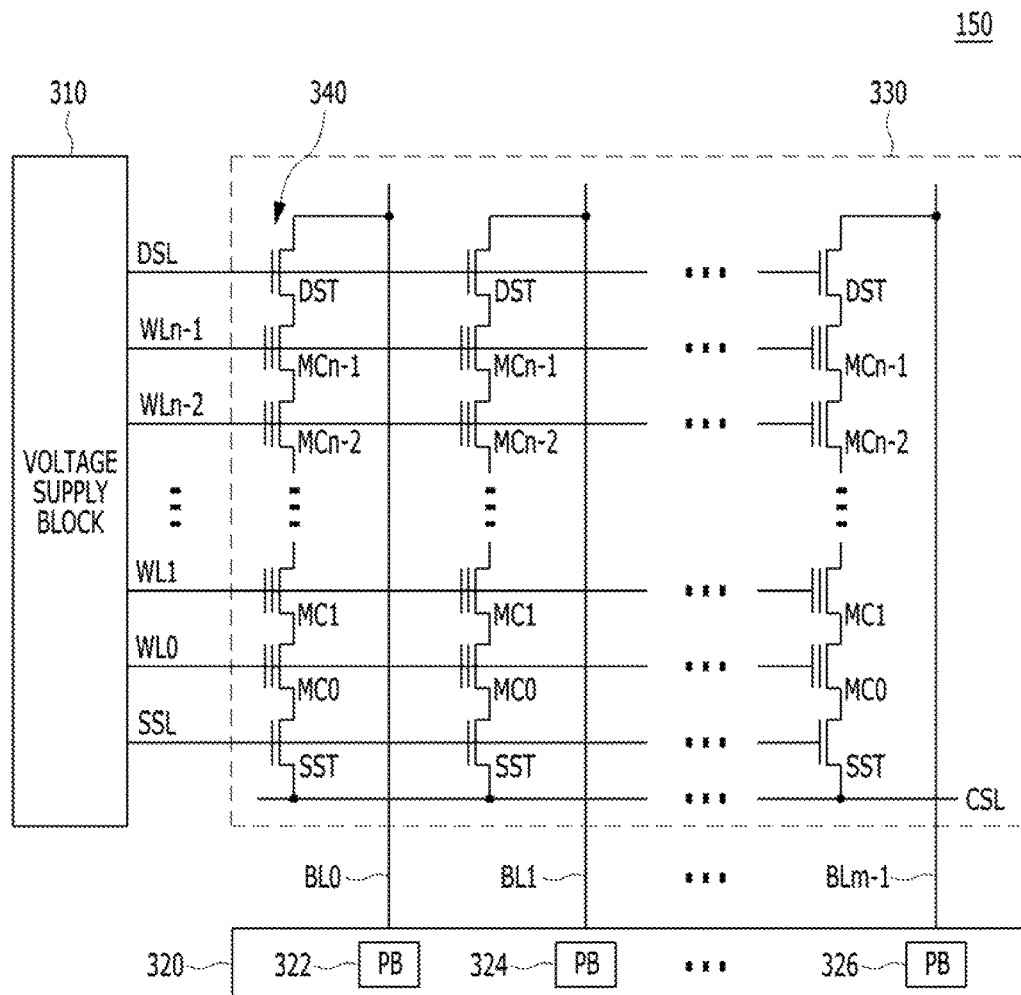 150
310
340
330
DSL
DST
DST
DST
WLn-1
MCn-1
MCn-1
MCn-1
WLn-2
MCn-2
MCn-2
MCn-2
VOLTAGE
SUPPLY
BLOCK
WL1
MC1
MC1
MC1
WL0
MC0
MC0
MC0
SSL
SST
SST
SST
CSL
BL0
BL1
BLm-1
320
322
PB
324
PB
326
PB